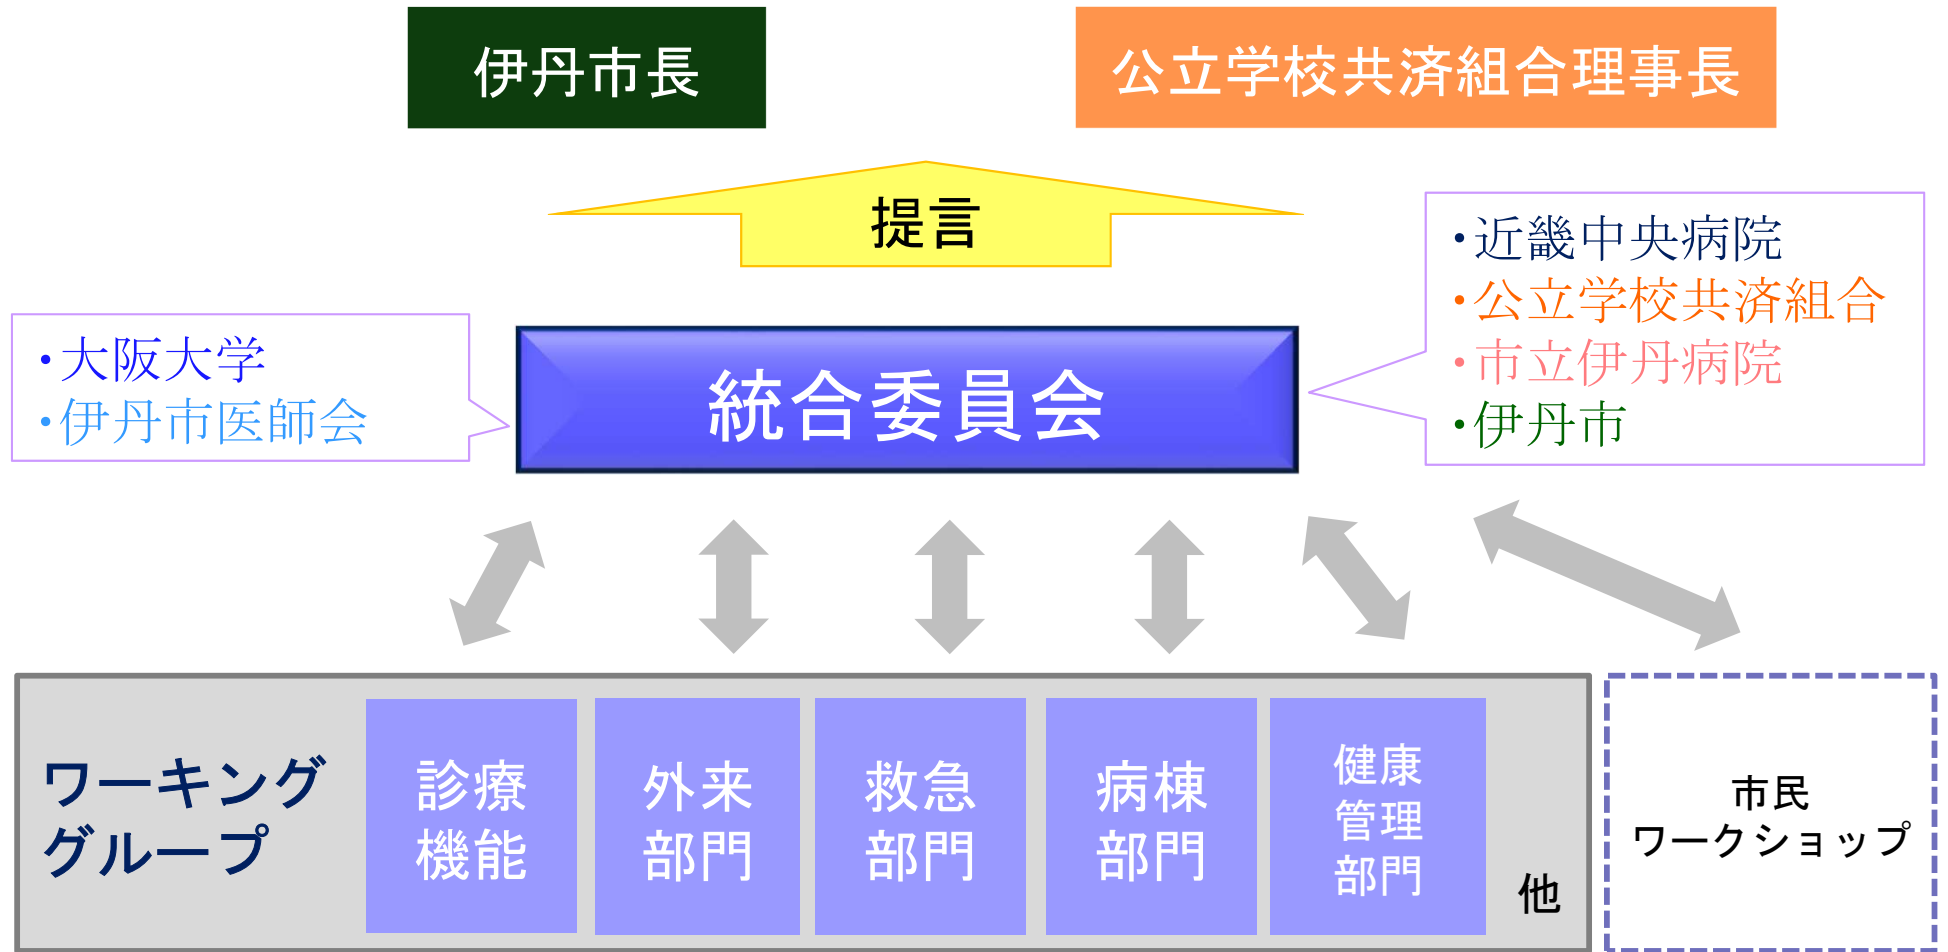 伊丹市長
公立学校共済組合理事長
提言
・近畿中央病院
・公立学校共済組合
・市立伊丹病院
・伊丹市
・大阪大学
・伊丹市医師会
統合委員会
ワーキング
グループ
診療
機能
外来
部門
救急
部門
病棟
部門
健康
管理
部門
他
市民
ワークショップ